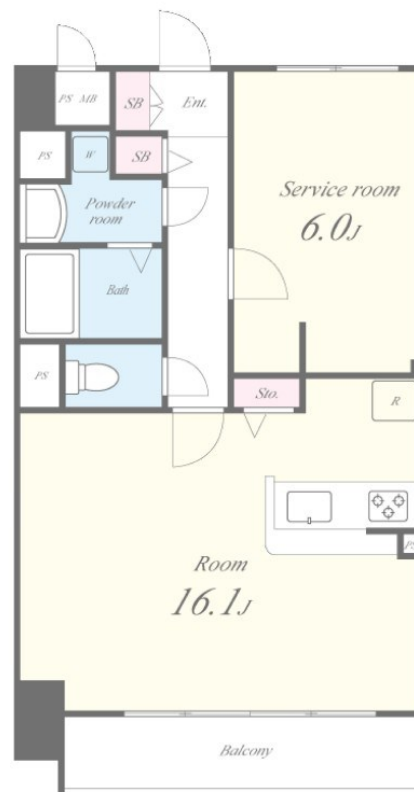 PS MB
SB
Ent.
PS
W
SB
Powder
room
Service room
6.0J
Bath
PS
Sto.
R
PS
Room
16.1J
Balcony